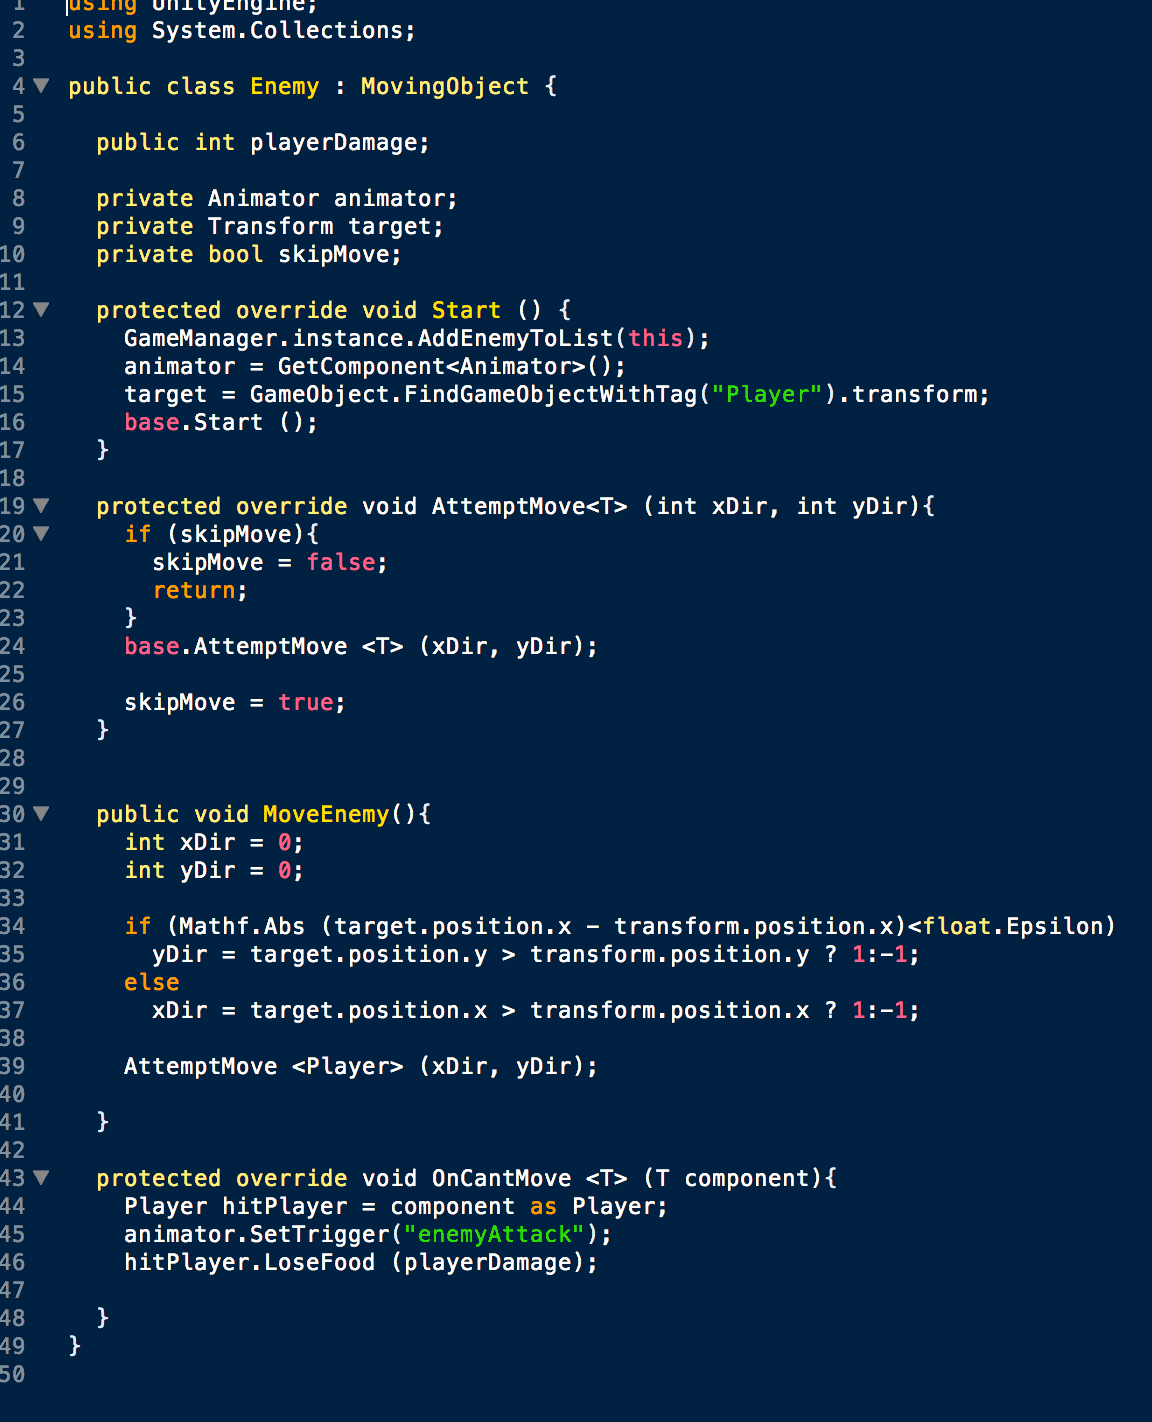 1 using UnityEngine;
2 using System.Collections;
3
4 public class Enemy : MovingObject {
5
6 public int playerDamage;
7
8 private Animator animator;
9 private Transform target;
10 private bool skipMove;
11
12 protected override void Start () {
13 GameManager.instance.AddEnemyToList(this);
14 animator = GetComponent<Animator>();
15 target = GameObject.FindGameObjectWithTag("Player").transform;
16 base.Start ();
17 }
18
19 protected override void AttemptMove<T> (int xDir, int yDir){
20 if (skipMove){
21 skipMove = false;
22 return;
23 }
24 base.AttemptMove <T> (xDir, yDir);
25
26 skipMove = true;
27 }
28
29
30 public void MoveEnemy(){
31 int xDir = 0;
32 int yDir = 0;
33
34 if (Mathf.Abs (target.position.x - transform.position.x)<float.Epsilon)
35 yDir = target.position.y > transform.position.y ? 1:-1;
36 else
37 xDir = target.position.x > transform.position.x ? 1:-1;
38
39 AttemptMove <Player> (xDir, yDir);
40
41 }
42
43 protected override void OnCantMove <T> (T component){
44 Player hitPlayer = component as Player;
45 animator.SetTrigger("enemyAttack");
46 hitPlayer.LoseFood (playerDamage);
47
48 }
49 }
50